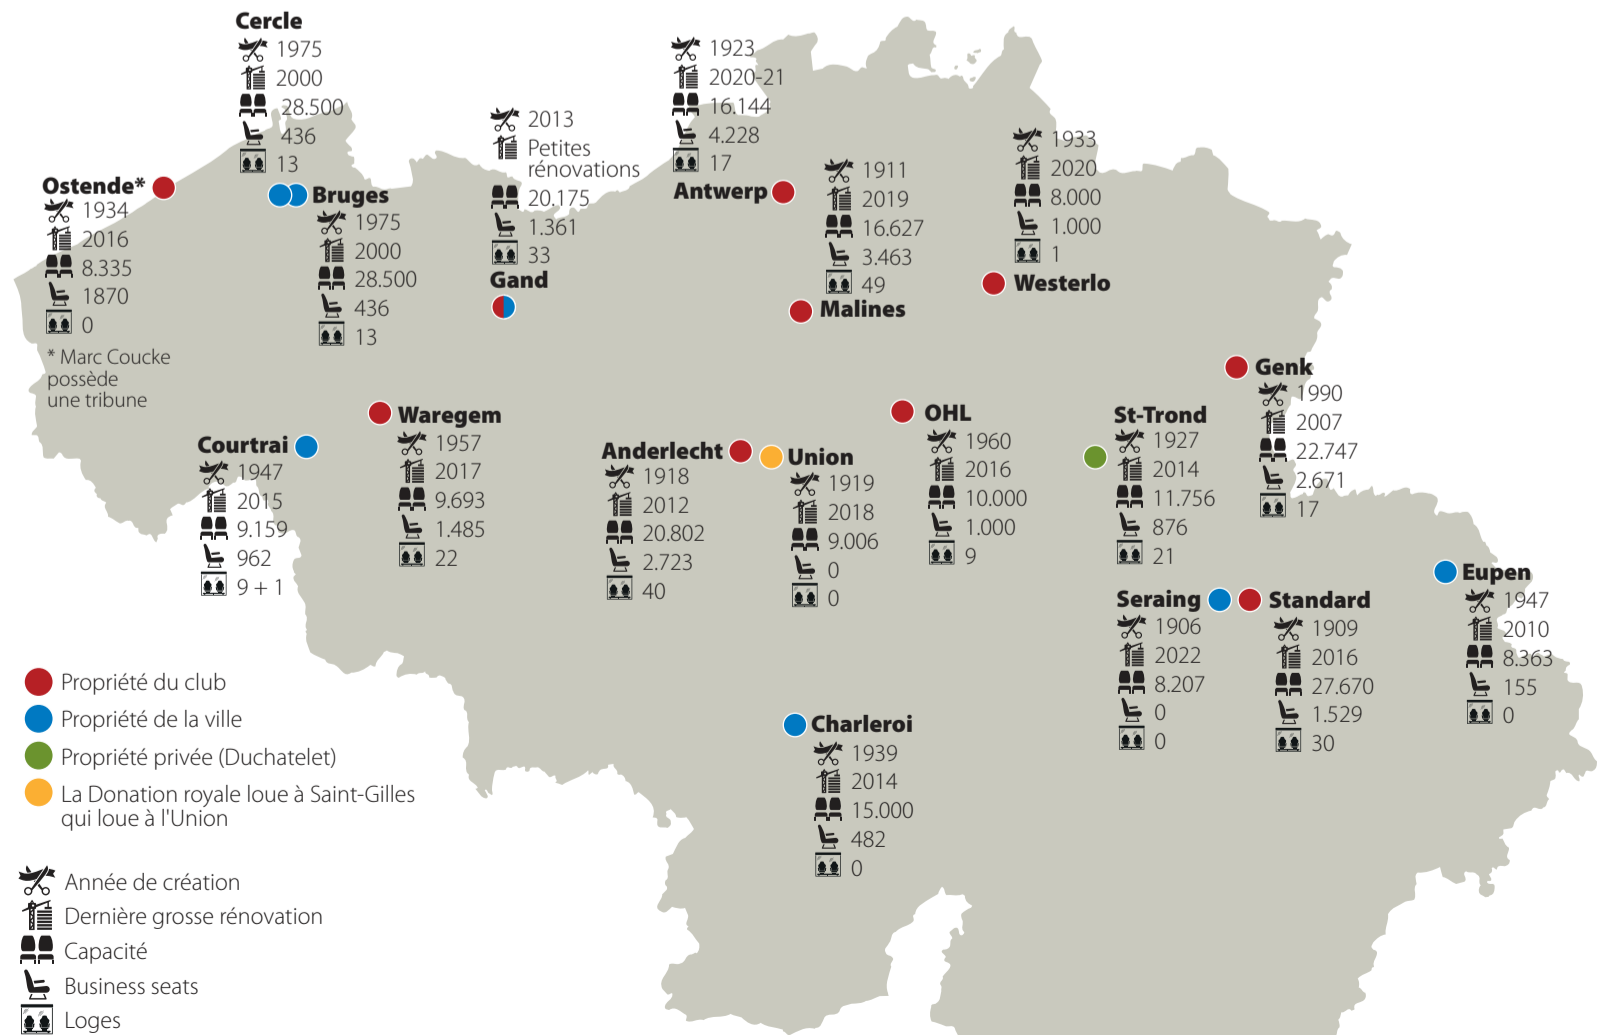 Cercle
1975
2000
28.500
436
13
Ostende*
1934
2016
8.335
1870
0
* Marc Coucke
possède
une tribune
Bruges
1975
2000
28.500
436
13
2013
Petites
rénovations
20.175
1.361
33
Gand
1923
2020-21
16.144
4.228
17
Antwerp
1911
2019
16.627
3.463
49
Malines
1933
2020
8.000
1.000
1
Westerlo
Genk
1990
2007
22.747
2.671
17
Courtrai
1947
2015
9.159
962
9 + 1
Waregem
1957
2017
9.693
1.485
22
Anderlecht
1918
2012
20.802
2.723
40
Union
1919
2018
9.006
0
0
OHL
1960
2016
10.000
1.000
9
St-Trond
1927
2014
11.756
876
21
Seraing
1906
2022
8.207
0
0
Standard
1909
2016
27.670
1.529
30
Eupen
1947
2010
8.363
155
0
Charleroi
1939
2014
15.000
482
0
Propriété du club
Propriété de la ville
Propriété privée (Duchatelet)
La Donation royale loue à Saint-Gilles
qui loue à l'Union
Année de création
Dernière grosse rénovation
Capacité
Business seats
Loges